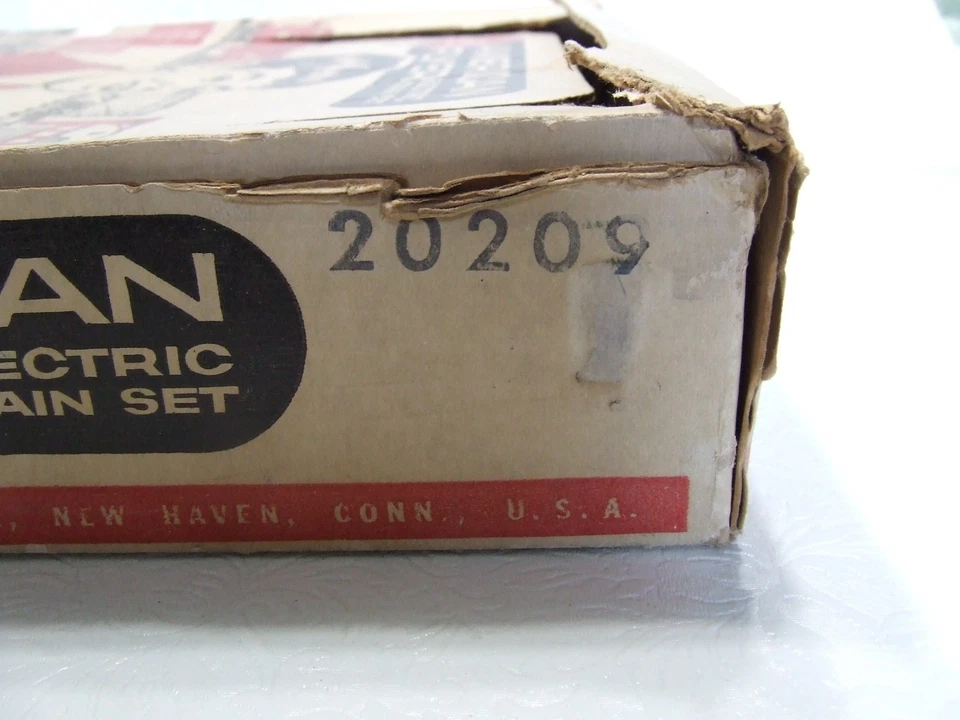 20209
AN
ECTRIC
AIN SET
, NEW HAVEN, CONN., U.S.A.